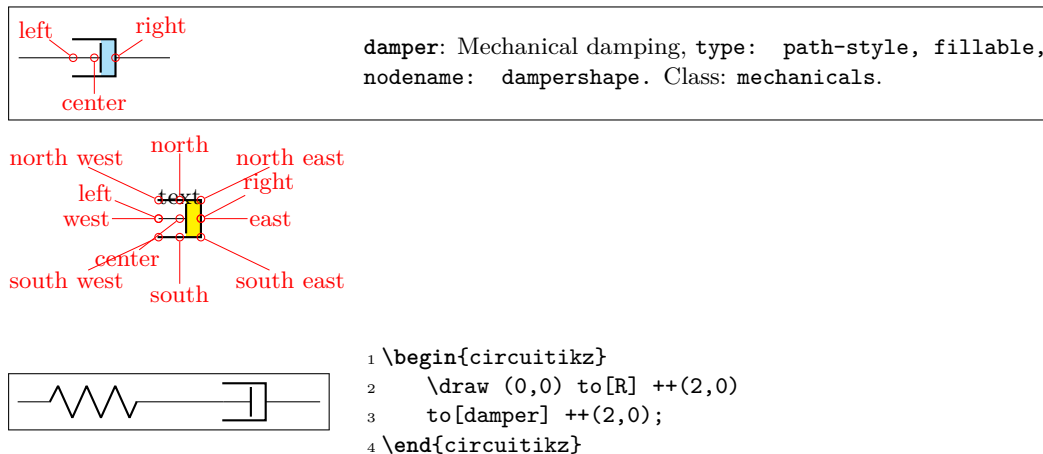 left
right
center
damper: Mechanical damping, type: path-style, fillable,
nodename: dampershape. Class: mechanicals.
north west
north
north east
text
right
left
west
east
center
south west
south
south east
1 \begin{circuitikz}
2 \draw (0,0) to[R] ++(2,0)
3 to[damper] ++(2,0);
4 \end{circuitikz}